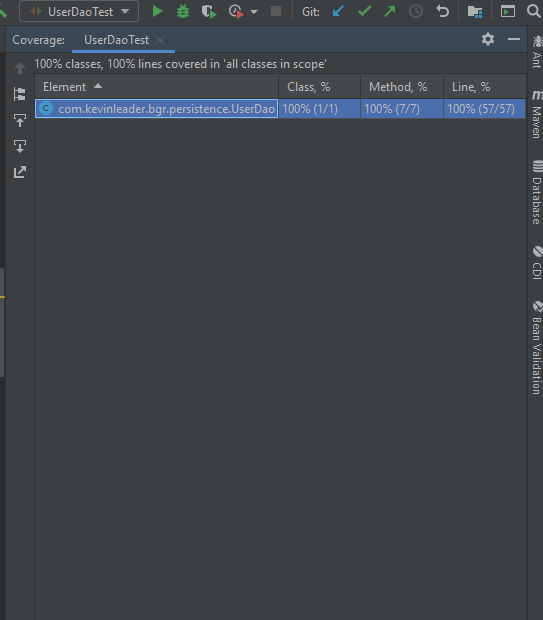 UserDaoTest
Git:
Coverage: UserDaoTest
100% classes, 100% lines covered in 'all classes in scope'
Element Class, % Method, % Line, %
C com.kevinleader.bgr.persistence.UserDao 100% (1/1) 100% (7/7) 100% (57/57)
Ant
m Maven
Database
CDI
Bean Validation